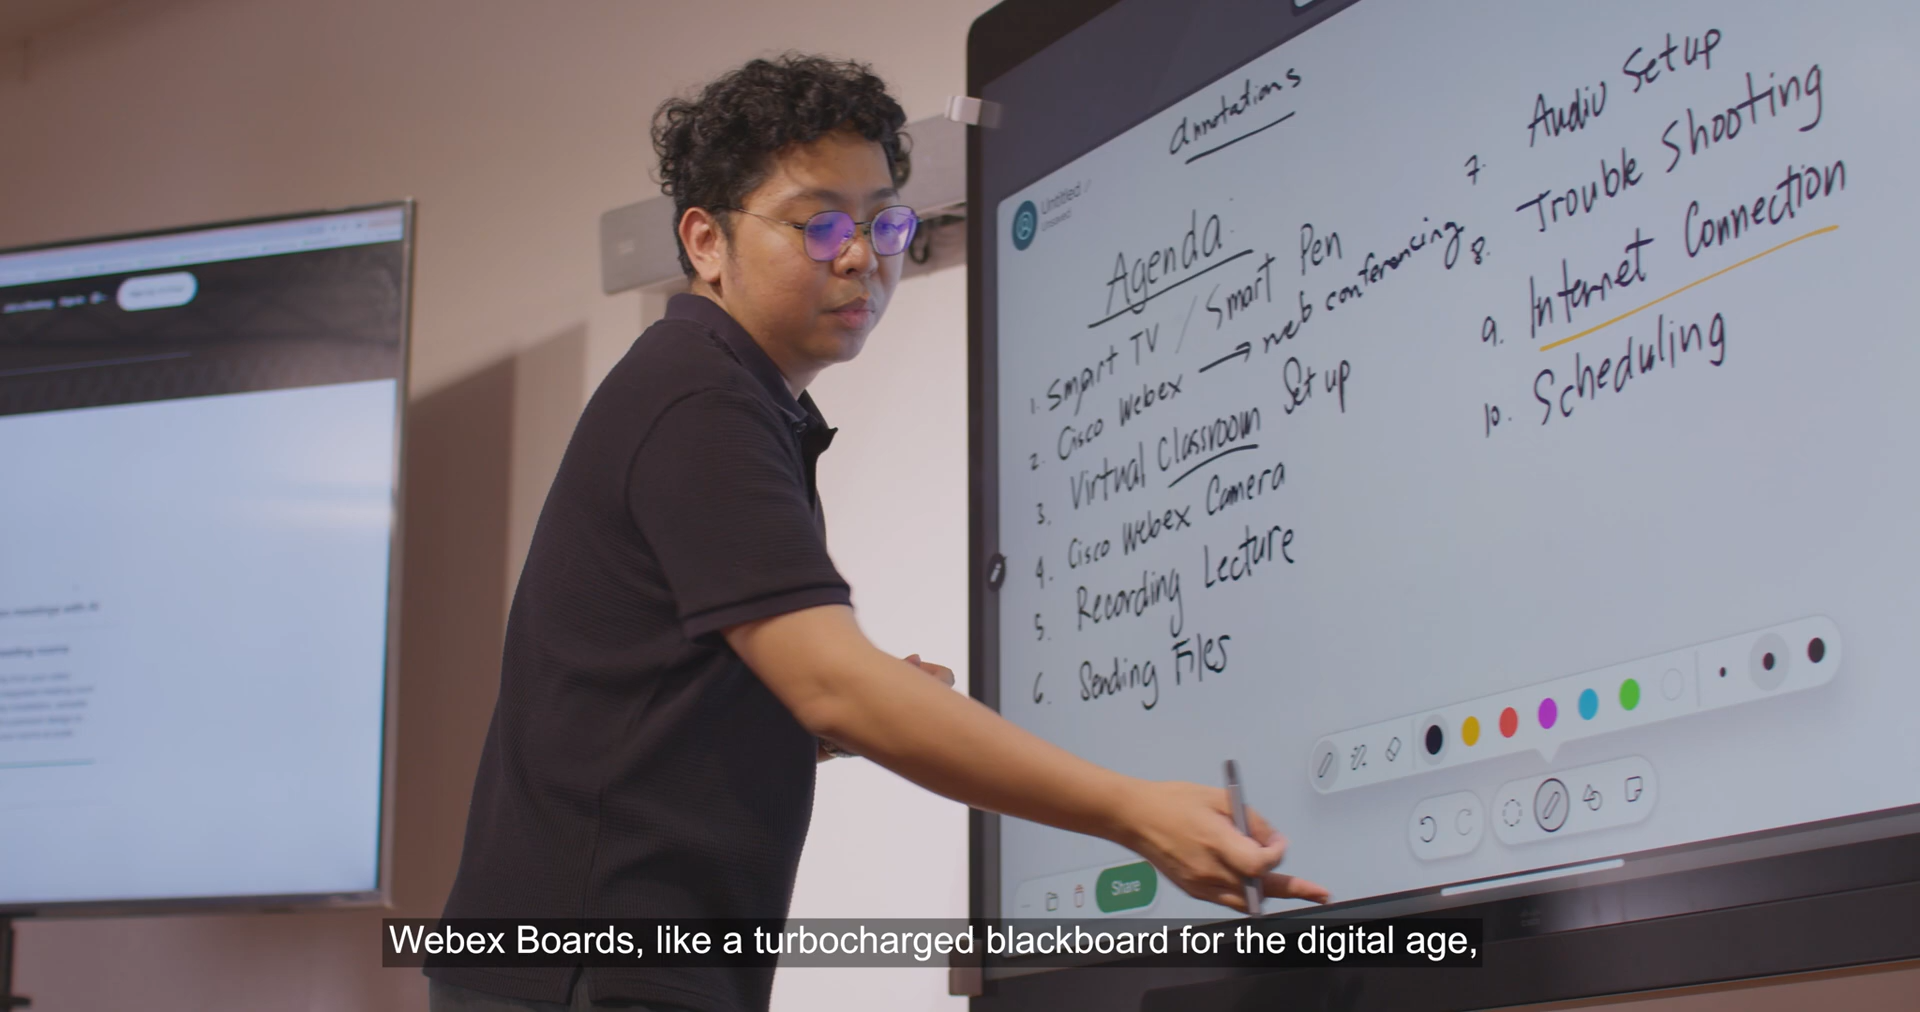 annotations
Untitled
Unsaved
Agenda:
1. Smart TV / Smart Pen
2. Cisco Webex → web conferencing
3. Virtual Classroom Set up
4. Cisco Webex Camera
5. Recording Lecture
6. Sending Files
7. Audio Setup
8. Trouble Shooting
9. Internet Connection
10. Scheduling
Share
Webex Boards, like a turbocharged blackboard for the digital age,